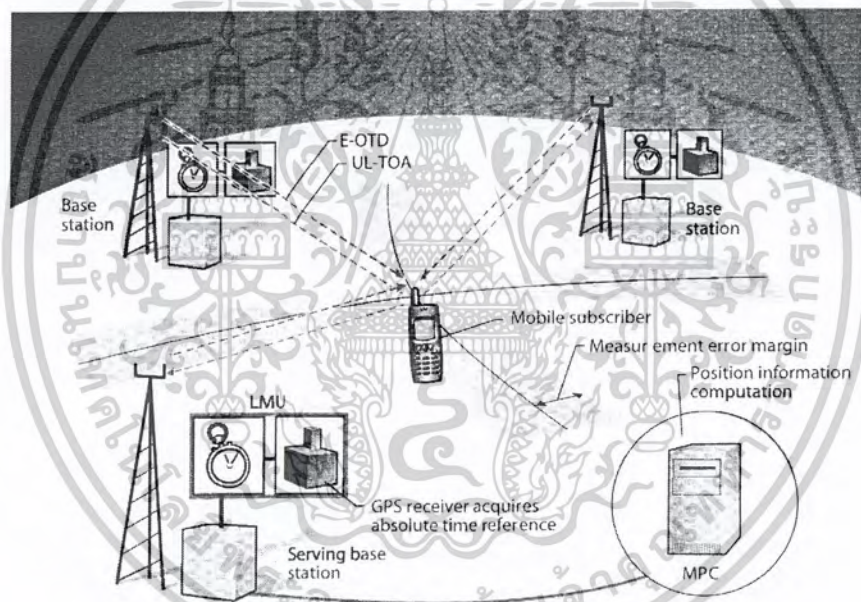 E-OTD
UL-TOA
Base
station
Base
station
Mobile subscriber
Measur ement error margin
Position information
computation
LMU
GPS receiver acquires
absolute time reference
Serving base
station
MPC